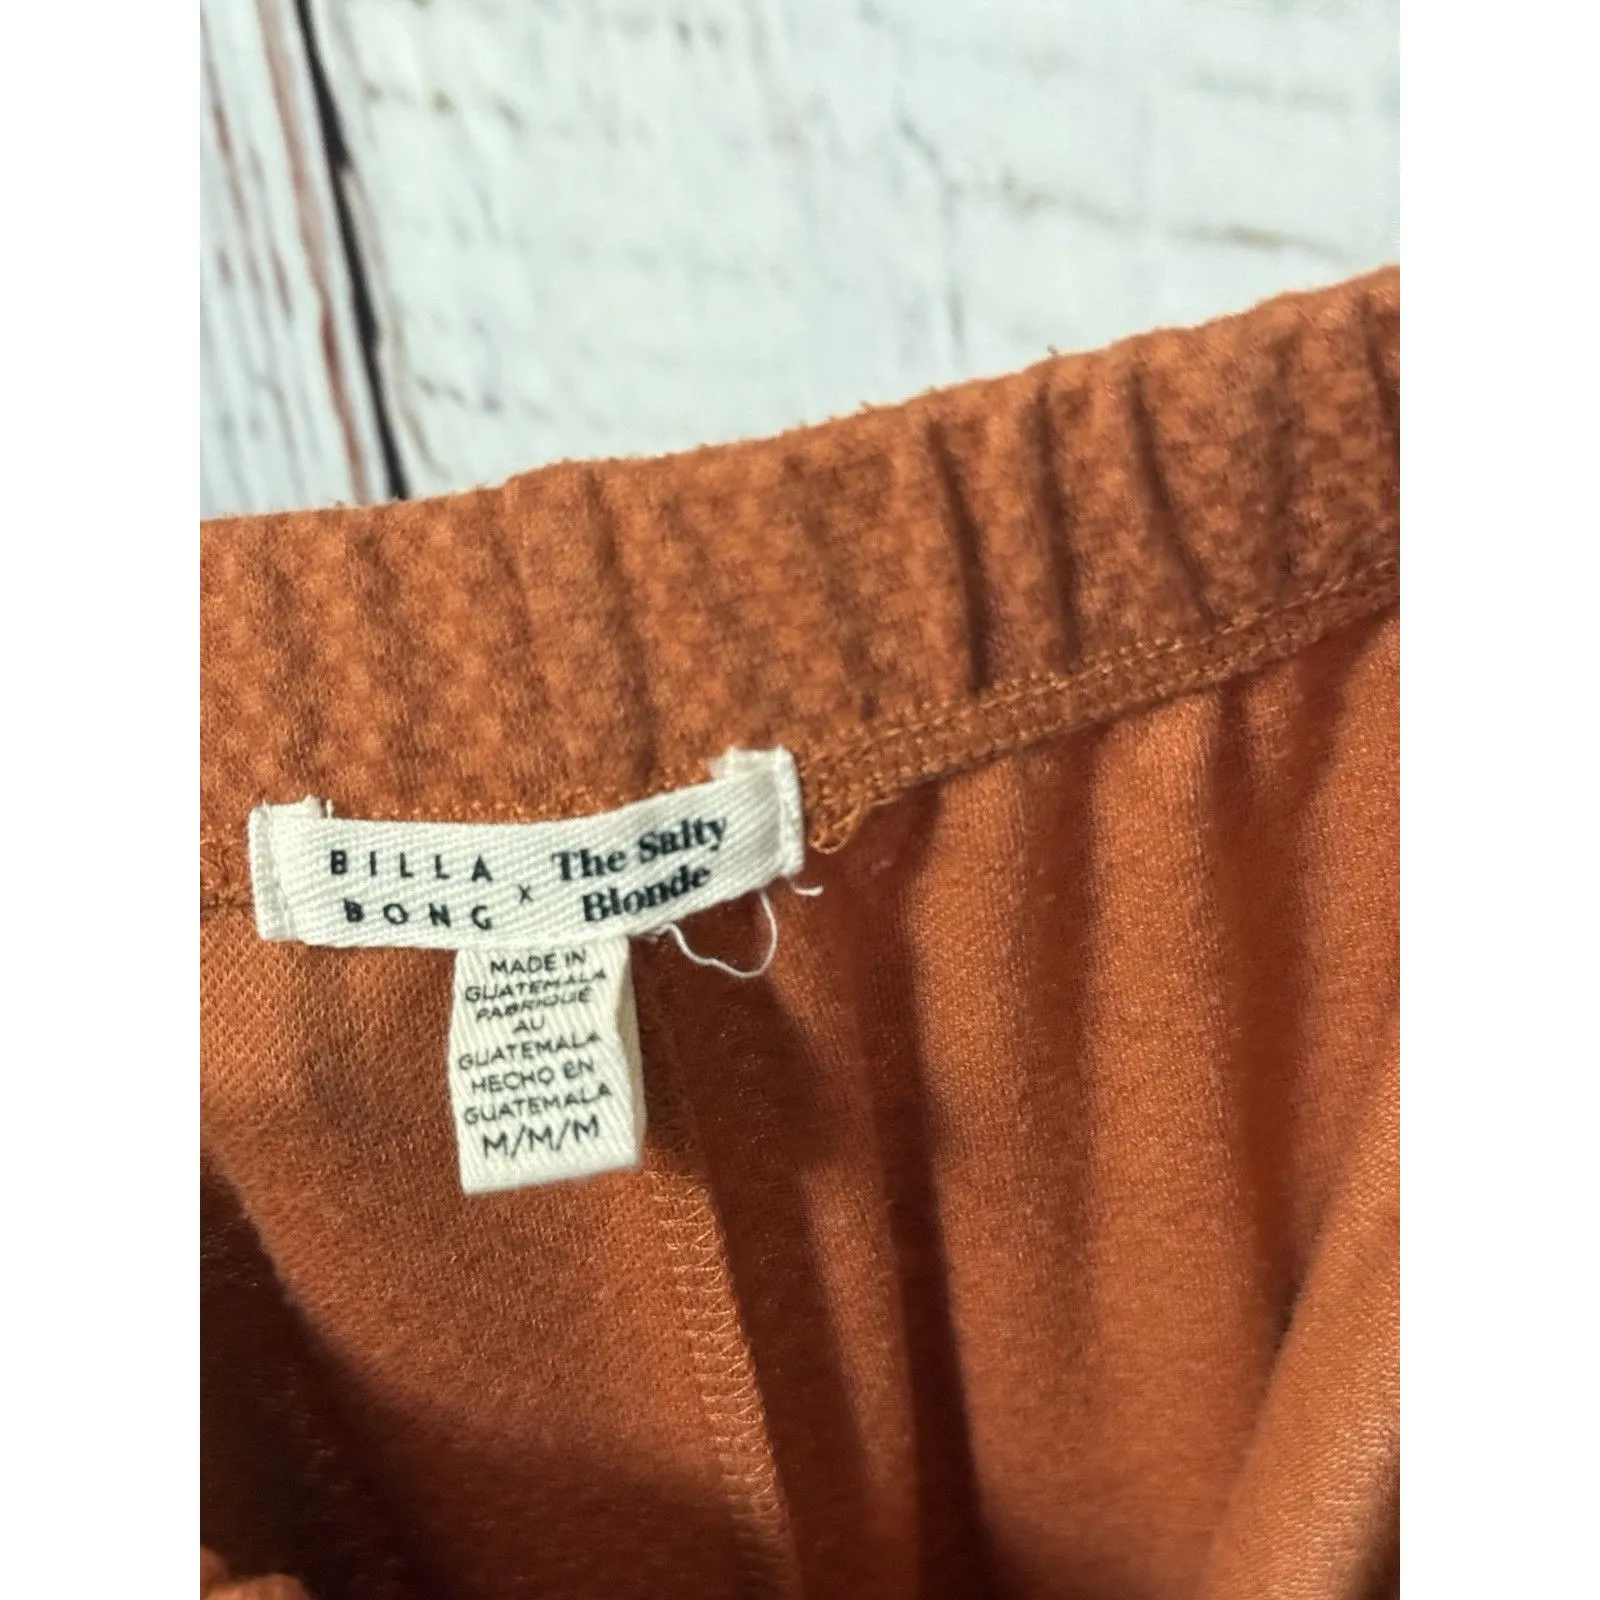 BILLA
BONG
x
The Salty
Blonde
MADE IN
GUATEMALA
FABRIQUÉ
AU
GUATEMALA
HECHO EN
GUATEMALA
M/M/M